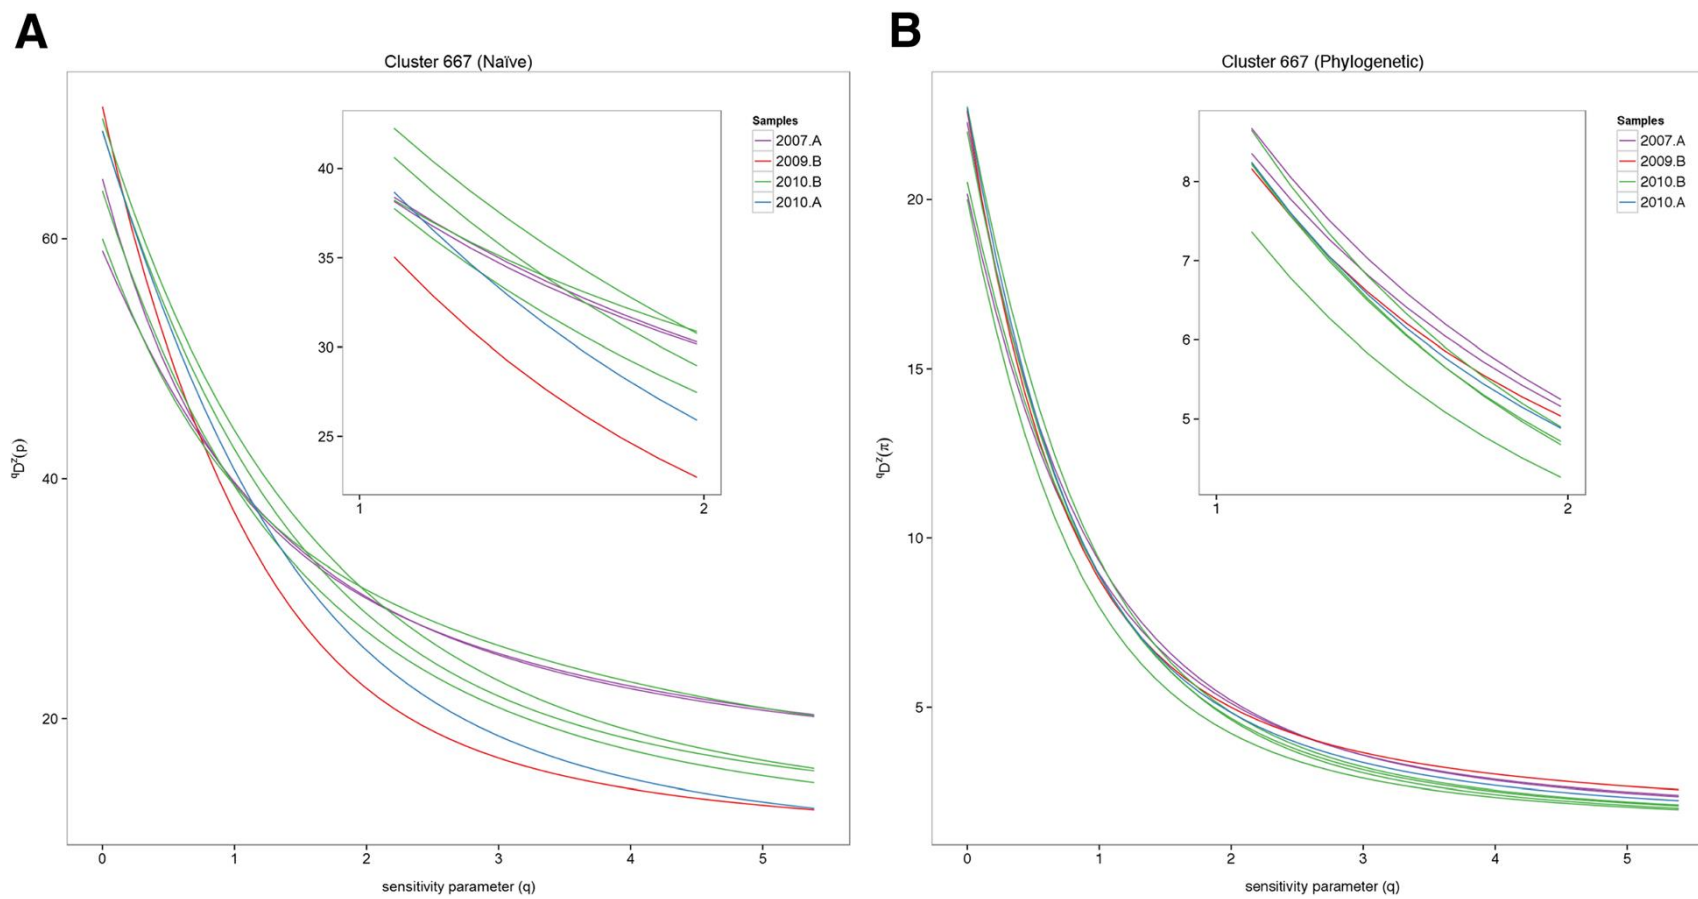 A
Cluster 667 (Naïve)
60
40
20
qDz(p)
0 1 2 3 4 5
sensitivity parameter (q)
40
35
30
25
1 2
Samples
2007.A
2009.B
2010.B
2010.A
B
Cluster 667 (Phylogenetic)
20
15
10
5
qDz(π)
0 1 2 3 4 5
sensitivity parameter (q)
8
7
6
5
1 2
Samples
2007.A
2009.B
2010.B
2010.A